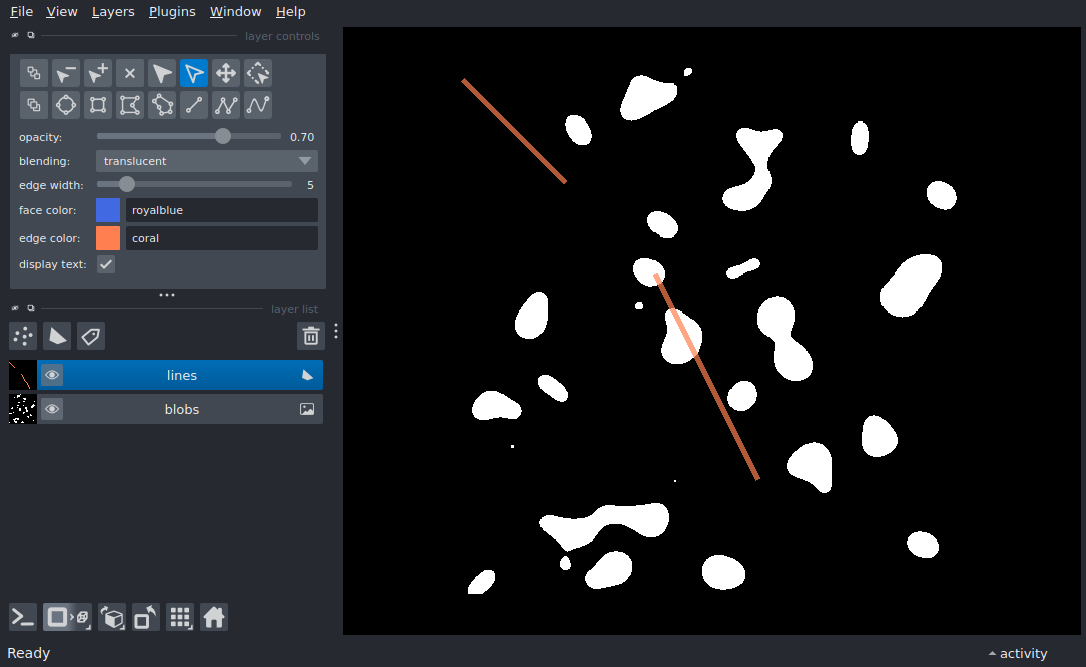 File View Layers Plugins Window Help
layer controls
opacity: 0.70
blending: translucent
edge width: 5
face color: royalblue
edge color: coral
display text:
layer list
lines
blobs
Ready
activity